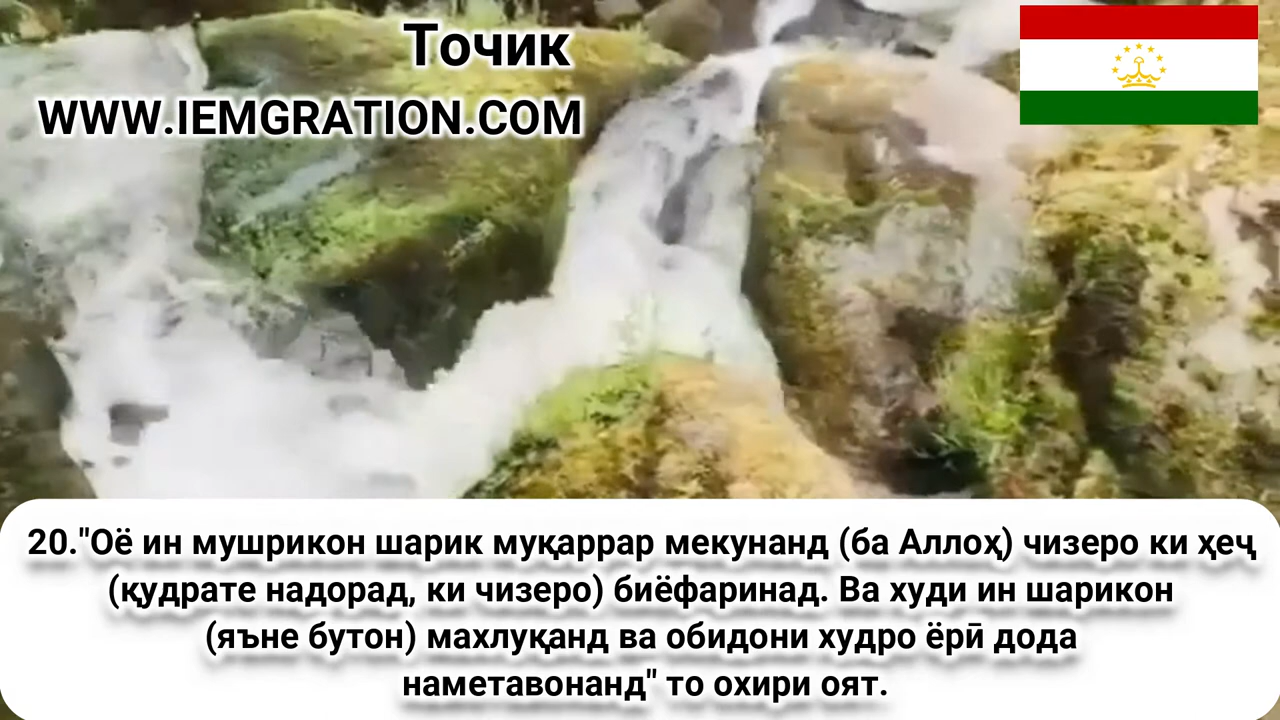 Точик
WWW.IEMGRATION.COM
20."Оё ин мушрикон шарик муқаррар мекунанд (ба Аллоҳ) чизеро ки ҳеҷ
(қудрате надорад, ки чизеро) биёфаринад. Ва худи ин шарикон
(яъне бутон) махлуқанд ва обидони худро ёрӣ дода
наметавонанд" то охири оят.